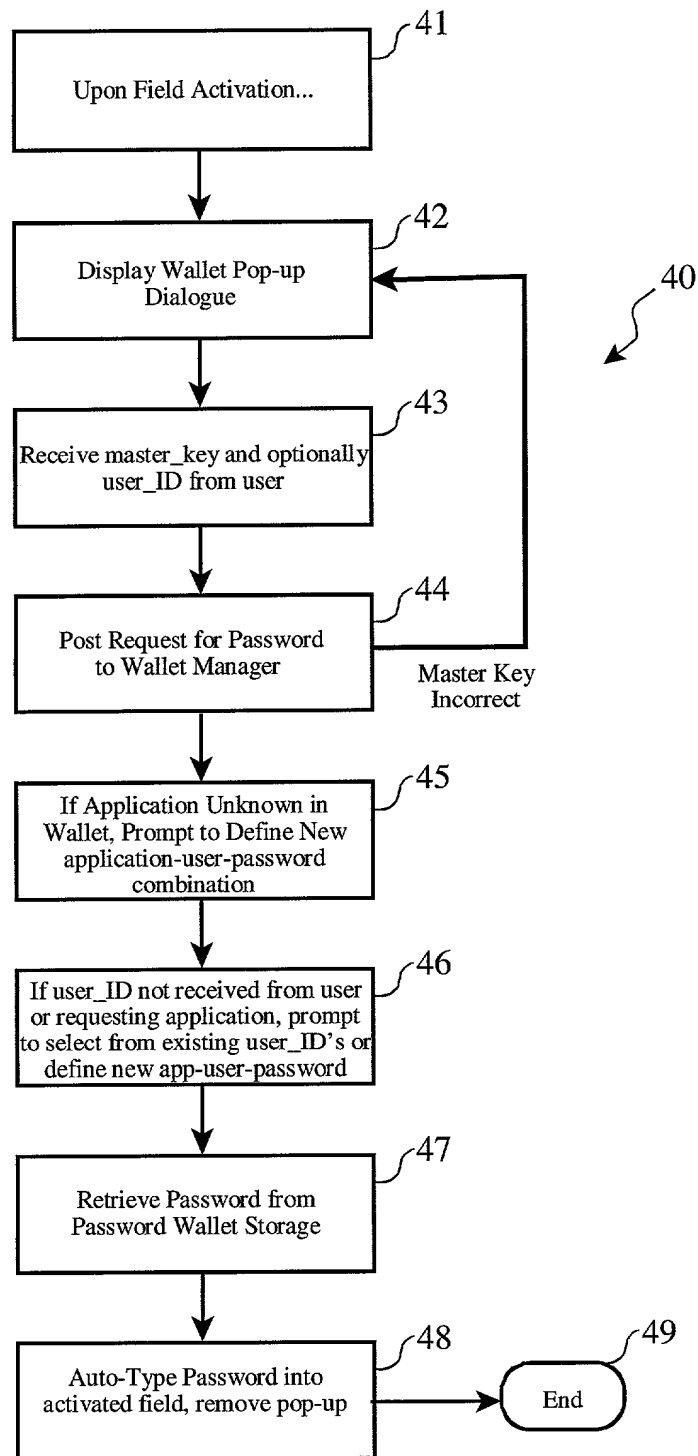 41
Upon Field Activation...
42
Display Wallet Pop-up
Dialogue
40
43
Receive master_key and optionally
user_ID from user
44
Post Request for Password
to Wallet Manager
Master Key
Incorrect
45
If Application Unknown in
Wallet, Prompt to Define New
application-user-password
combination
46
If user_ID not received from user
or requesting application, prompt
to select from existing user_ID's or
define new app-user-password
47
Retrieve Password from
Password Wallet Storage
48
Auto-Type Password into
activated field, remove pop-up
49
End